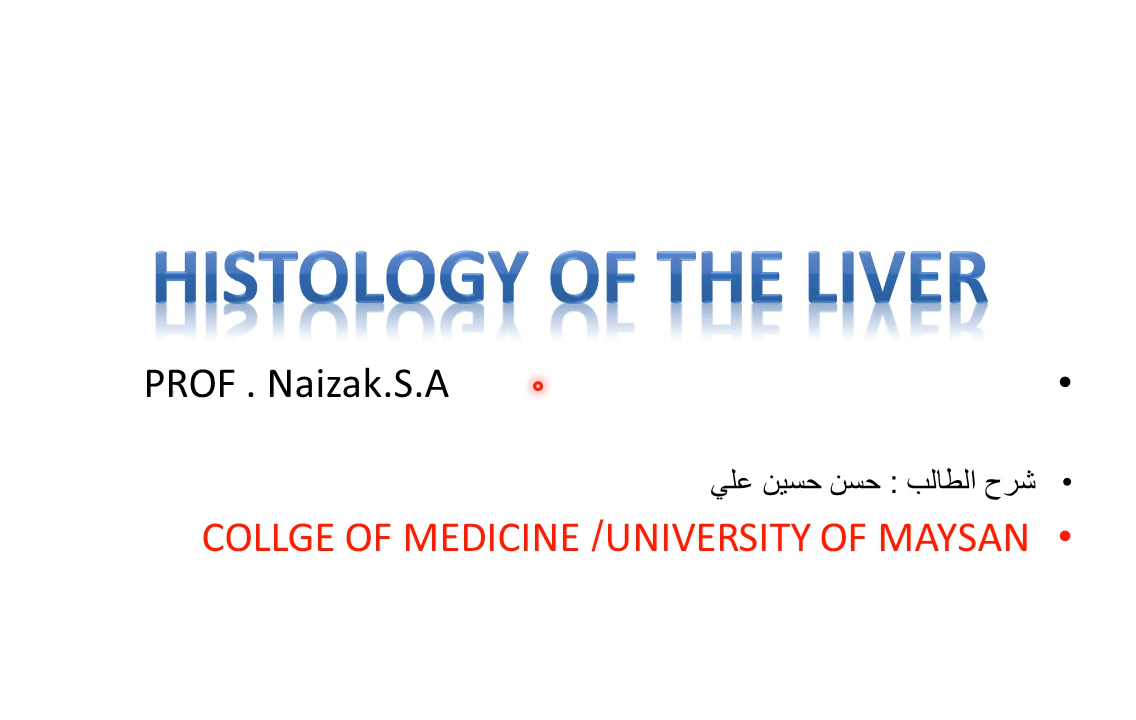 HISTOLOGY OF THE LIVER
PROF . Naizak.S.A
شرح الطالب : حسن حسين علي
COLLGE OF MEDICINE /UNIVERSITY OF MAYSAN